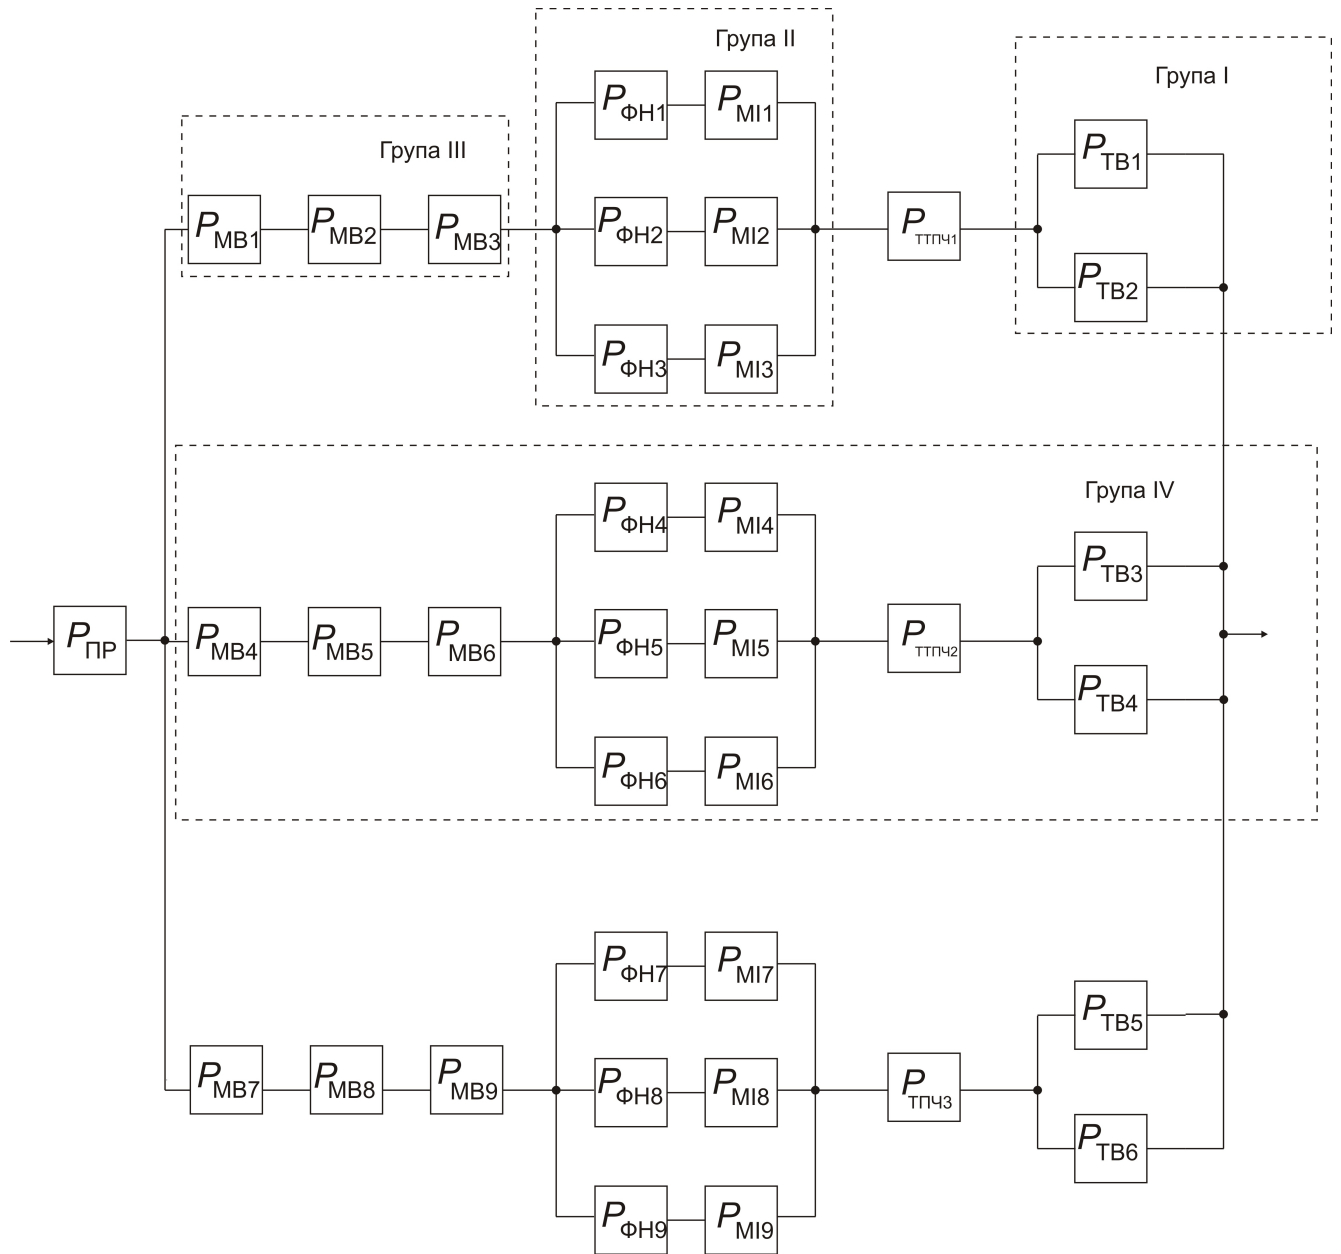 Група II
Група I
Група III
Група IV
PФН1
PМІ1
PТВ1
PМВ1
PМВ2
PМВ3
PФН2
PМІ2
PТТПЧ1
PТВ2
PФН3
PМІ3
PФН4
PМІ4
PТВ3
PПР
PМВ4
PМВ5
PМВ6
PФН5
PМІ5
PТТПЧ2
PТВ4
PФН6
PМІ6
PФН7
PМІ7
PТВ5
PМВ7
PМВ8
PМВ9
PФН8
PМІ8
PТПЧ3
PТВ6
PФН9
PМІ9